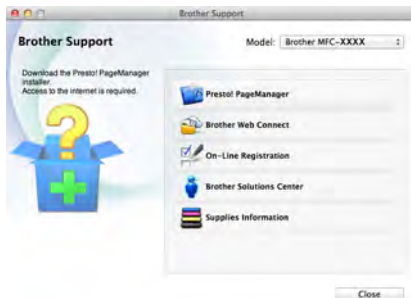 Brother Support
Brother Support
Model: Brother MFC-XXXX
Download the Presto! PageManager
installer.
Access to the internet is required.
Presto! PageManager
Brother Web Connect
On-Line Registration
Brother Solutions Center
Supplies Information
Close